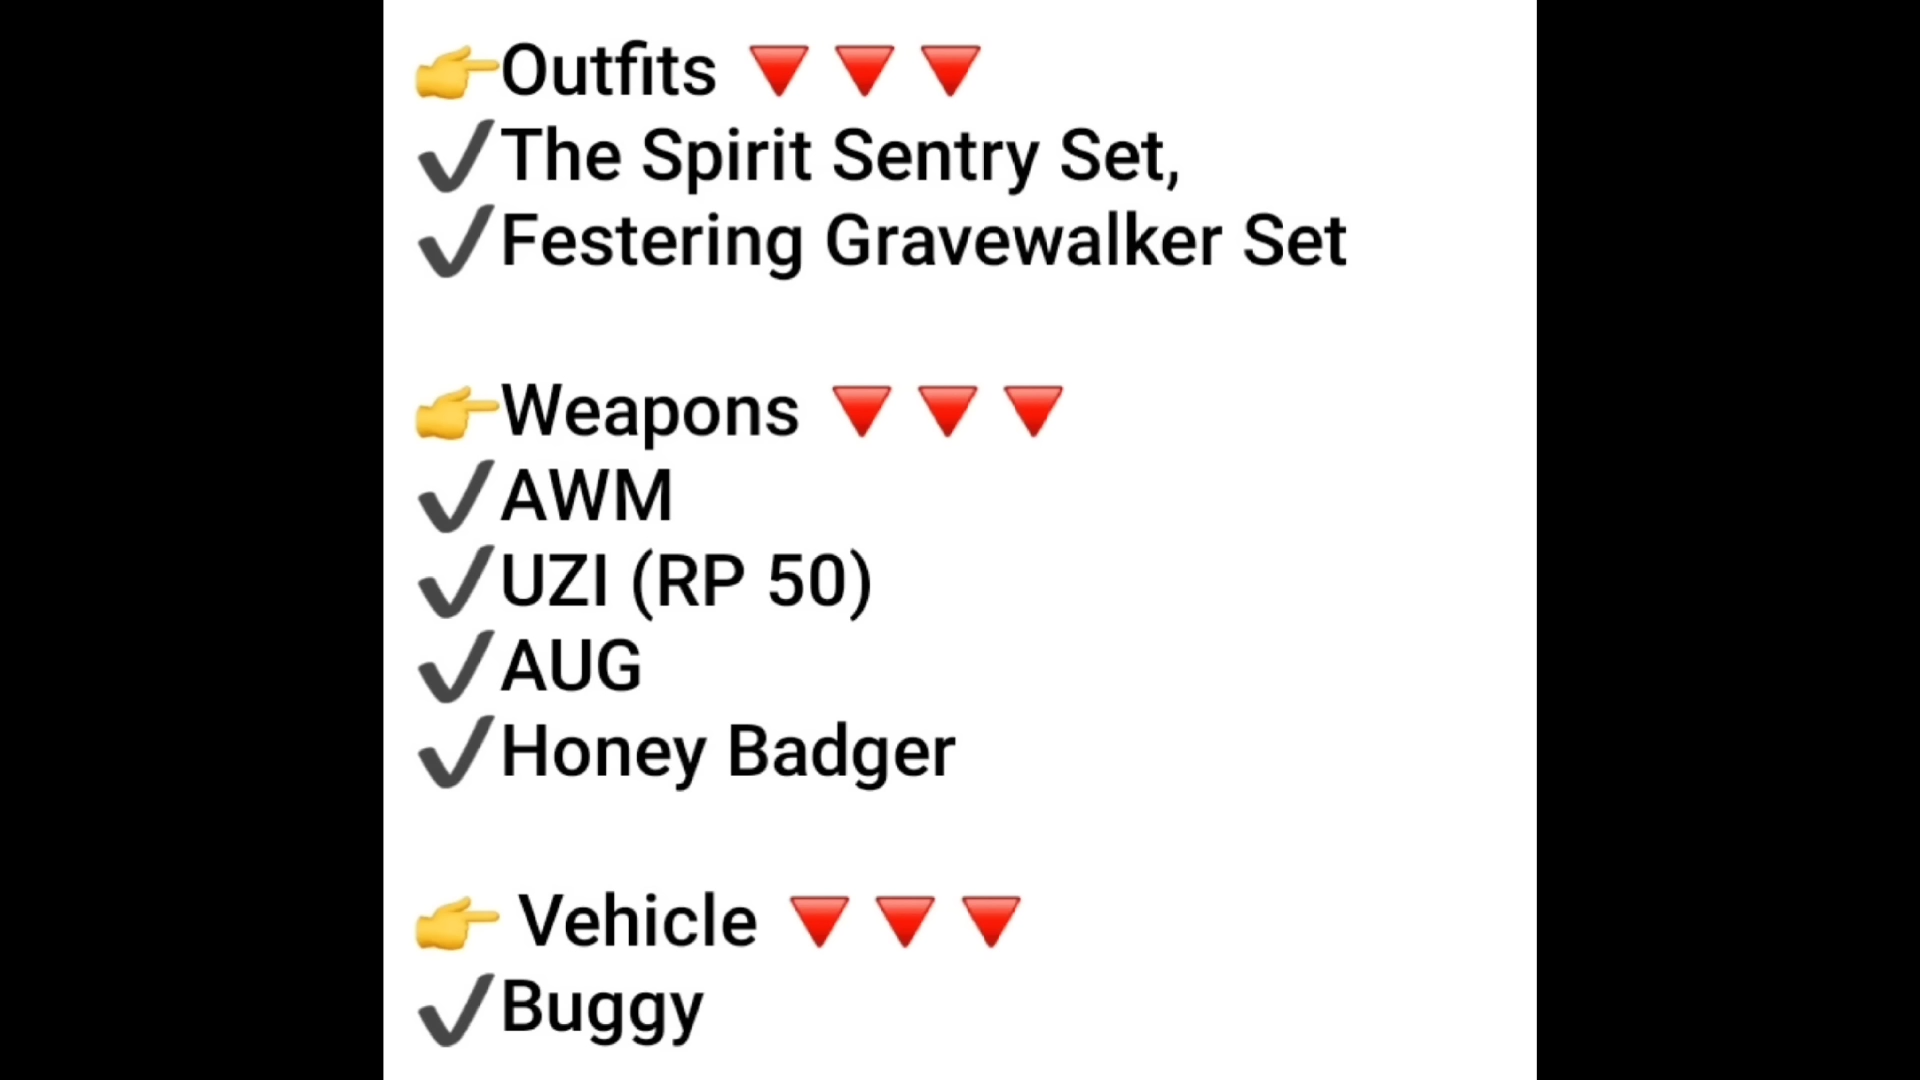 👉Outfits 🔻🔻🔻
✔️The Spirit Sentry Set,
✔️Festering Gravewalker Set
👉Weapons 🔻🔻🔻
✔️AWM
✔️UZI (RP 50)
✔️AUG
✔️Honey Badger
👉 Vehicle 🔻🔻🔻
✔️Buggy